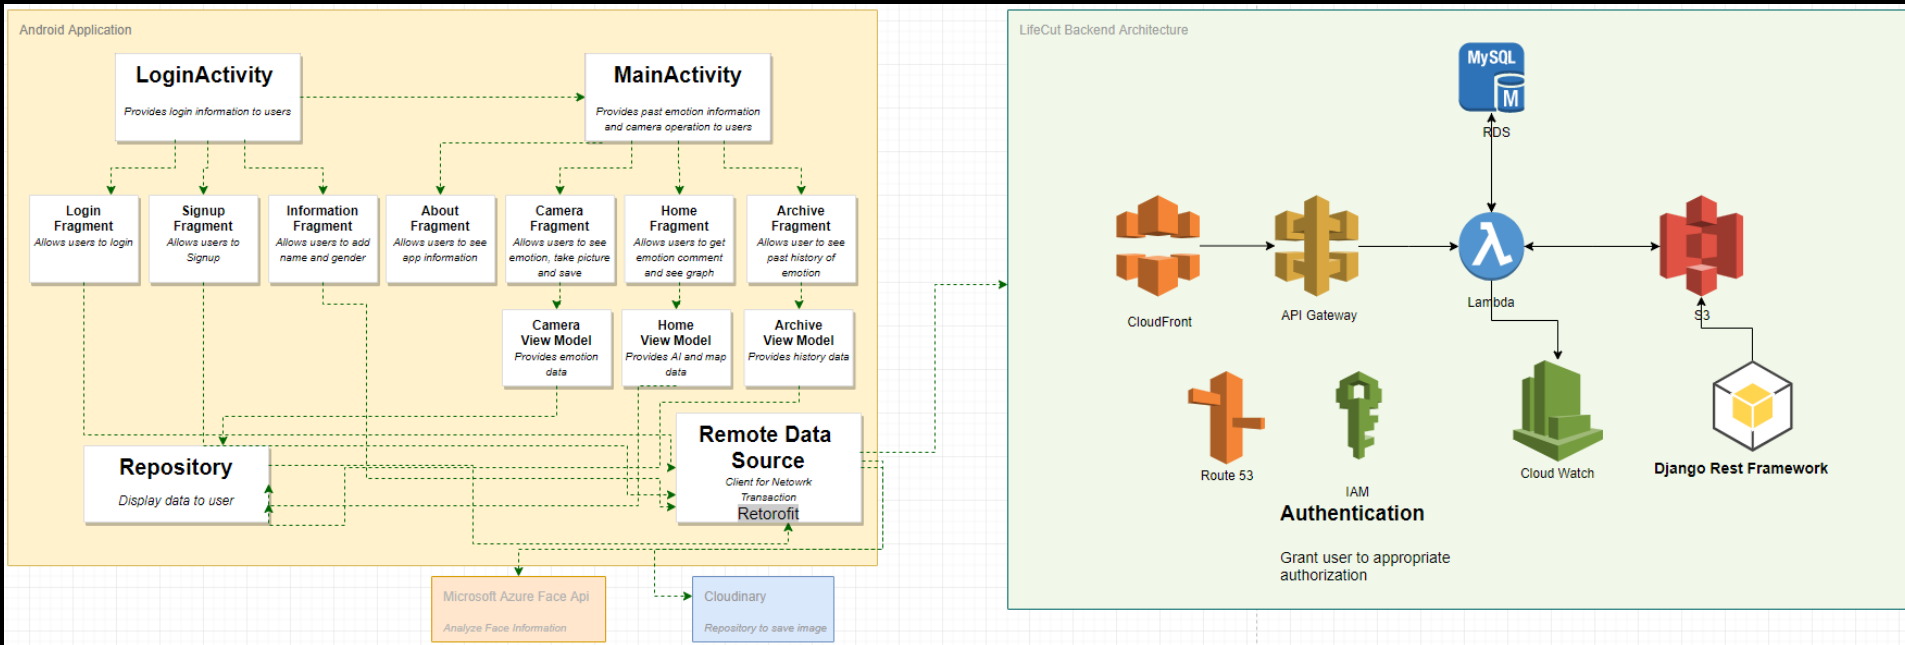 Android Application
LoginActivity
Provides login information to users
MainActivity
Provides past emotion information
and camera operation to users
Login
Fragment
Allows users to login
Signup
Fragment
Allows users to
Signup
Information
Fragment
Allows users to add
name and gender
About
Fragment
Allows users to see
app information
Camera
Fragment
Allows users to see
emotion, take picture
and save
Home
Fragment
Allows users to get
emotion comment
and see graph
Archive
Fragment
Allows user to see
past history of
emotion
Camera
View Model
Provides emotion
data
Home
View Model
Provides AI and map
data
Archive
View Model
Provides history data
Repository
Display data to user
Remote Data
Source
Client for Netowrk
Transaction
Retorofit
Microsoft Azure Face Api
Analyze Face Information
Cloudinary
Repository to save image
LifeCut Backend Architecture
MySQL
M
RDS
CloudFront
API Gateway
λ
Lambda
S3
Route 53
IAM
Authentication
Grant user to appropriate
authorization
Cloud Watch
Django Rest Framework